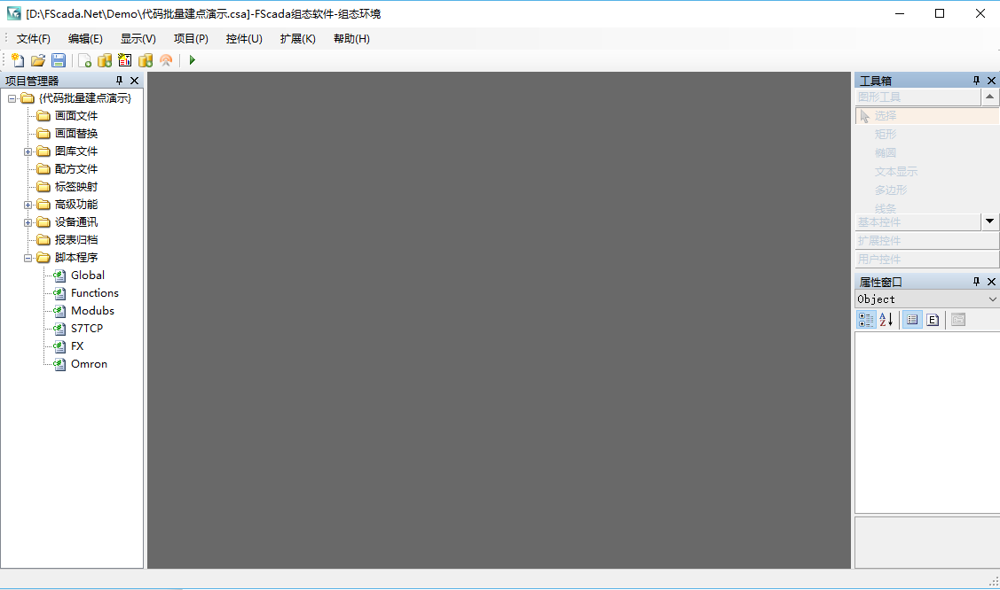 [D:\FScada.Net\Demo\代码批量建点演示.csa]-FScada组态软件-组态环境
文件(F) 编辑(E) 显示(V) 项目(P) 控件(U) 扩展(K) 帮助(H)
项目管理器
{代码批量建点演示}
画面文件
画面替换
图库文件
配方文件
标签映射
高级功能
设备通讯
报表归档
脚本程序
Global
Functions
Modubs
S7TCP
FX
Omron
工具箱
图形工具
选择
矩形
椭圆
文本显示
多边形
线条
基本控件
扩展控件
用户控件
属性窗口
Object